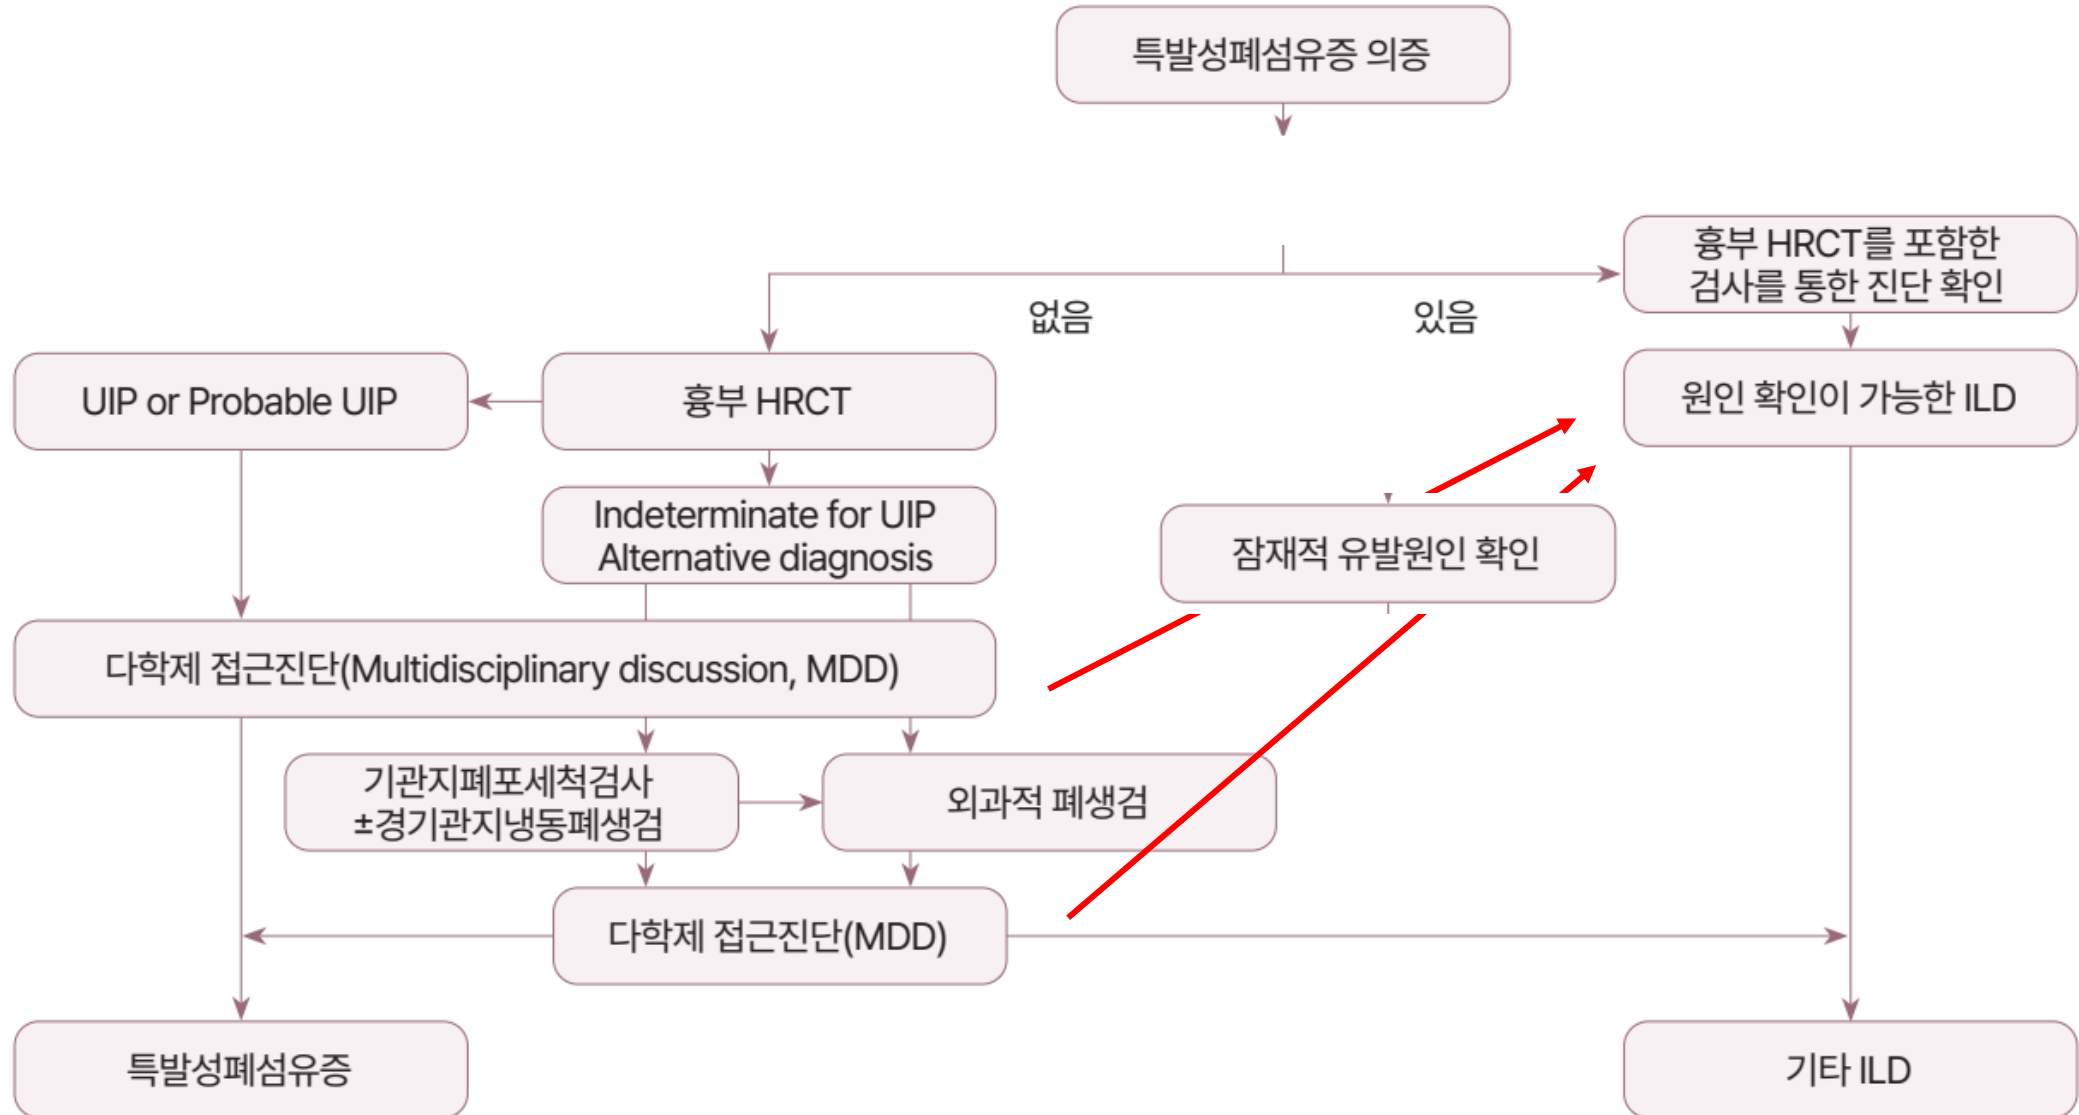 특발성폐섬유증 의증
흉부 HRCT를 포함한
검사를 통한 진단 확인
없음
있음
UIP or Probable UIP
흉부 HRCT
원인 확인이 가능한 ILD
Indeterminate for UIP
Alternative diagnosis
잠재적 유발원인 확인
다학제 접근진단(Multidisciplinary discussion, MDD)
기관지폐포세척검사
±경기관지냉동폐생검
외과적 폐생검
다학제 접근진단(MDD)
특발성폐섬유증
기타 ILD